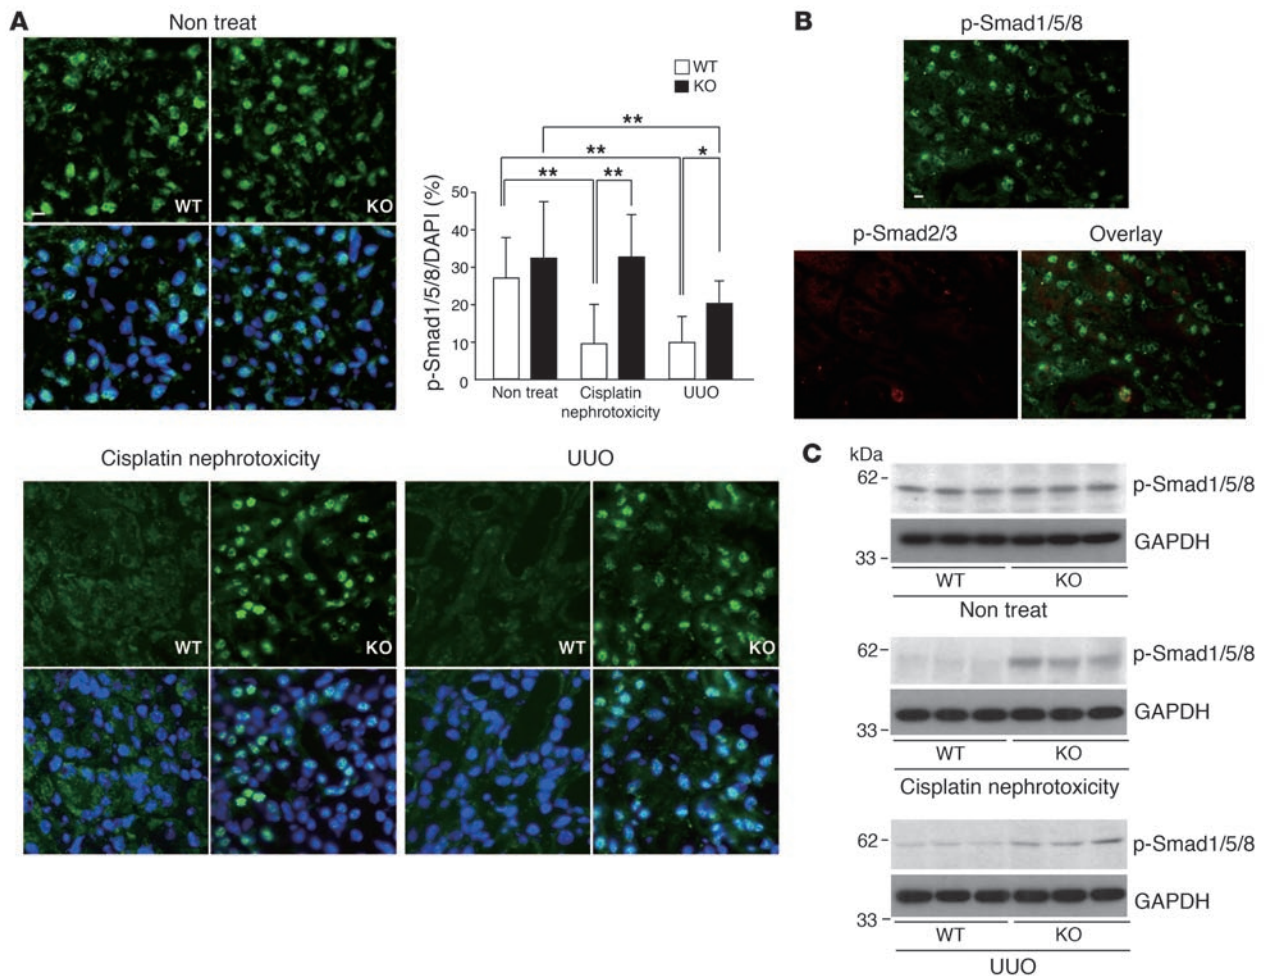 A
Non treat
WT
KO
WT
KO
**
**
*
**
**
p-Smad1/5/8/DAPI (%)
50
40
30
20
10
0
Non treat
Cisplatin
nephrotoxicity
UUO
Cisplatin nephrotoxicity
UUO
WT
KO
WT
KO
B
p-Smad1/5/8
p-Smad2/3
Overlay
C
kDa
62
p-Smad1/5/8
GAPDH
33
WT
KO
Non treat
62
p-Smad1/5/8
GAPDH
33
WT
KO
Cisplatin nephrotoxicity
62
p-Smad1/5/8
GAPDH
33
WT
KO
UUO